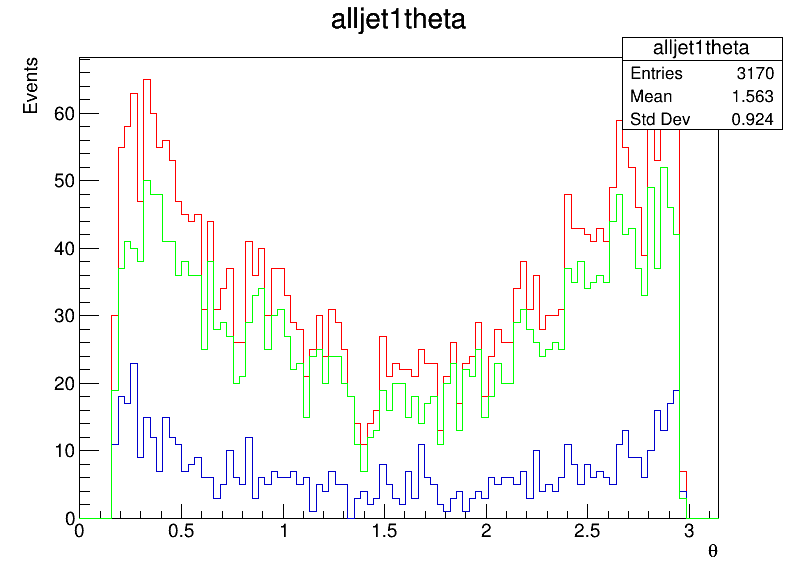 alljet1theta
alljet1theta
Entries 3170
Mean 1.563
Std Dev 0.924
Events
60
50
40
30
20
10
0
0 0.5 1 1.5 2 2.5 3
θ